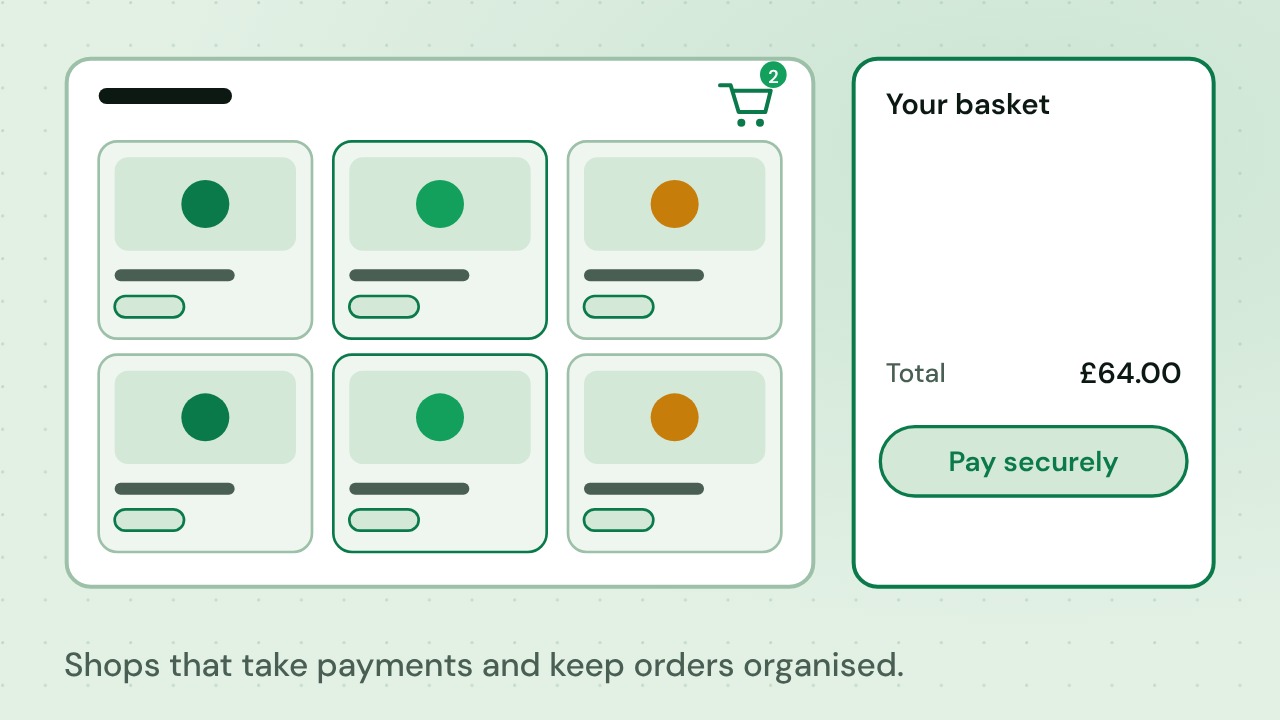 2
Your basket
Total £64.00
Pay securely
Shops that take payments and keep orders organised.